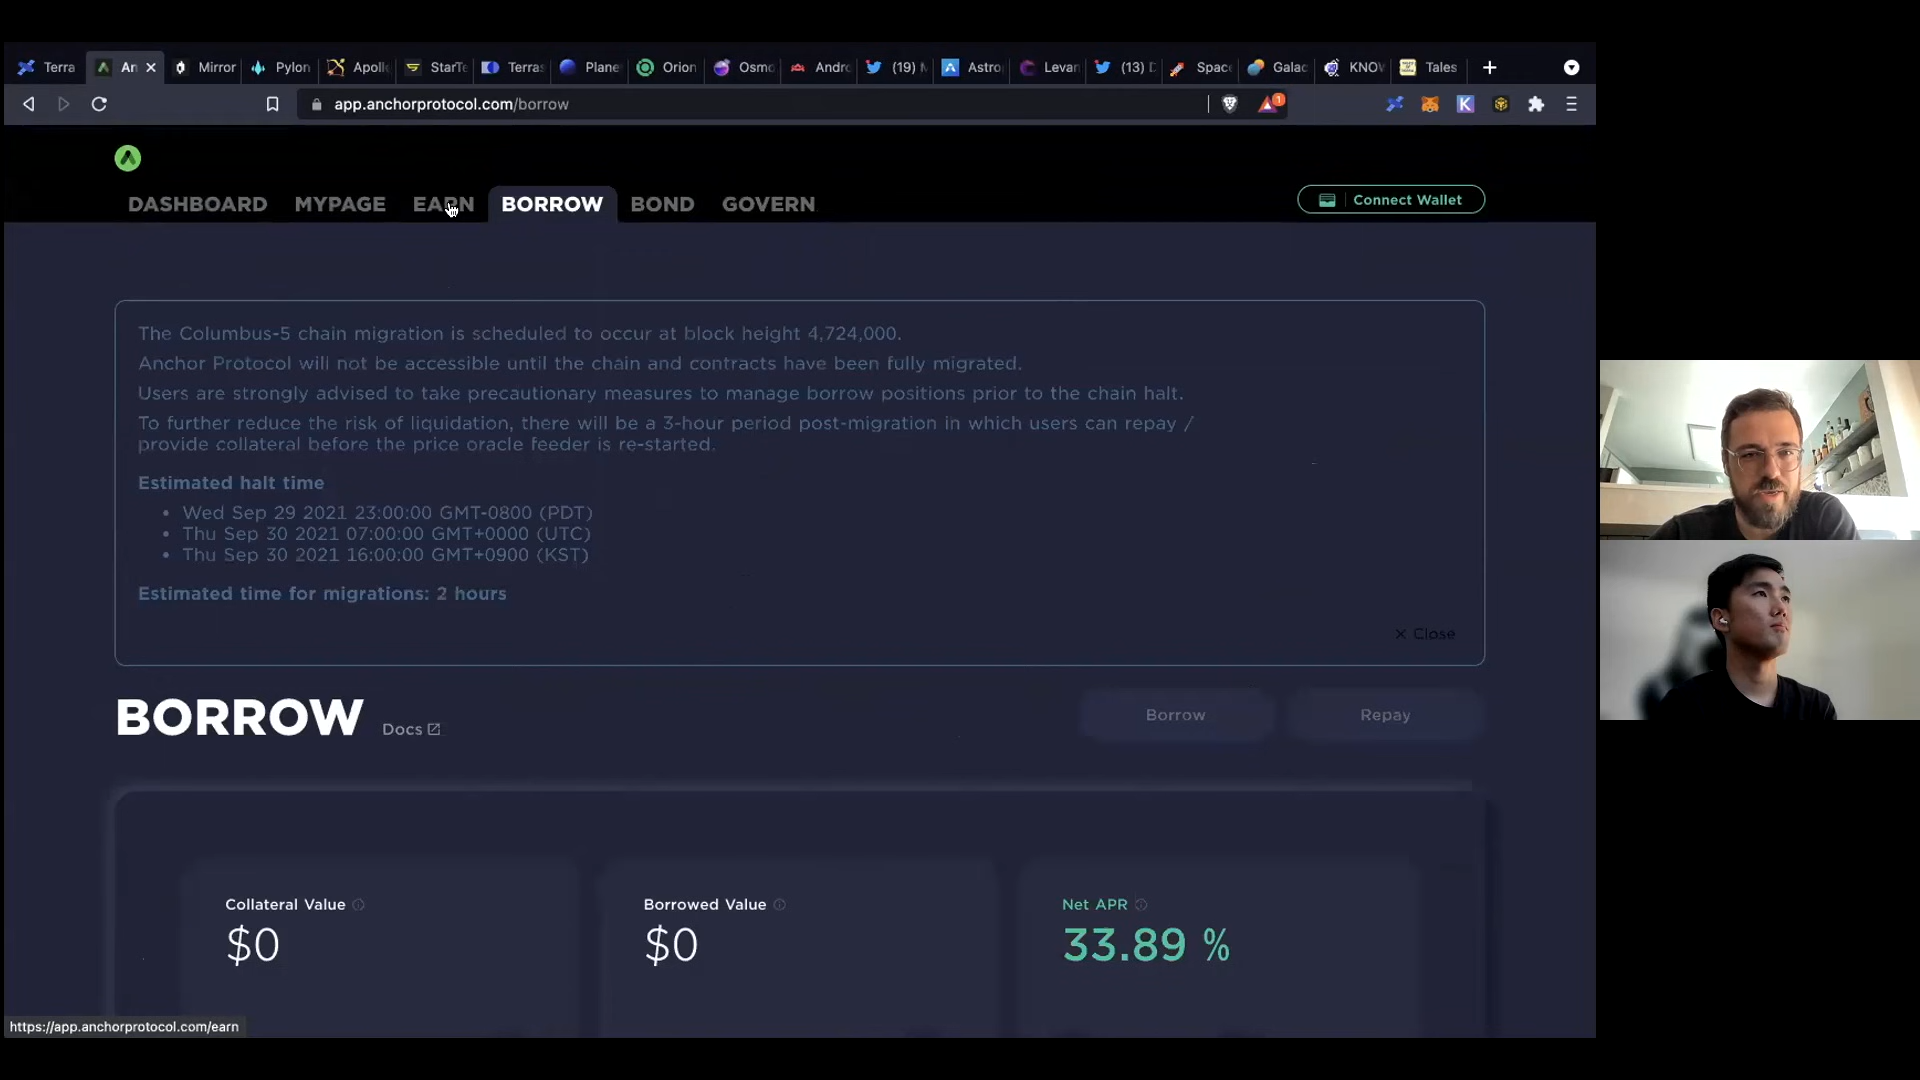 Terra
An
Mirror
Pylon
Apoll
StarTe
Terras
Plane
Orion
Osmo
Andro
(19)
Astro
Levan
(13)
Space
Galac
KNOW
Tales
app.anchorprotocol.com/borrow
1
K
DASHBOARD MYPAGE EARN BORROW BOND GOVERN
Connect Wallet
The Columbus-5 chain migration is scheduled to occur at block height 4,724,000.
Anchor Protocol will not be accessible until the chain and contracts have been fully migrated.
Users are strongly advised to take precautionary measures to manage borrow positions prior to the chain halt.
To further reduce the risk of liquidation, there will be a 3-hour period post-migration in which users can repay /
provide collateral before the price oracle feeder is re-started.
Estimated halt time
• Wed Sep 29 2021 23:00:00 GMT-0800 (PDT)
• Thu Sep 30 2021 07:00:00 GMT+0000 (UTC)
• Thu Sep 30 2021 16:00:00 GMT+0900 (KST)
Estimated time for migrations: 2 hours
× Close
BORROW Docs
Borrow Repay
Collateral Value
$0
Borrowed Value
$0
Net APR
33.89 %
https://app.anchorprotocol.com/earn